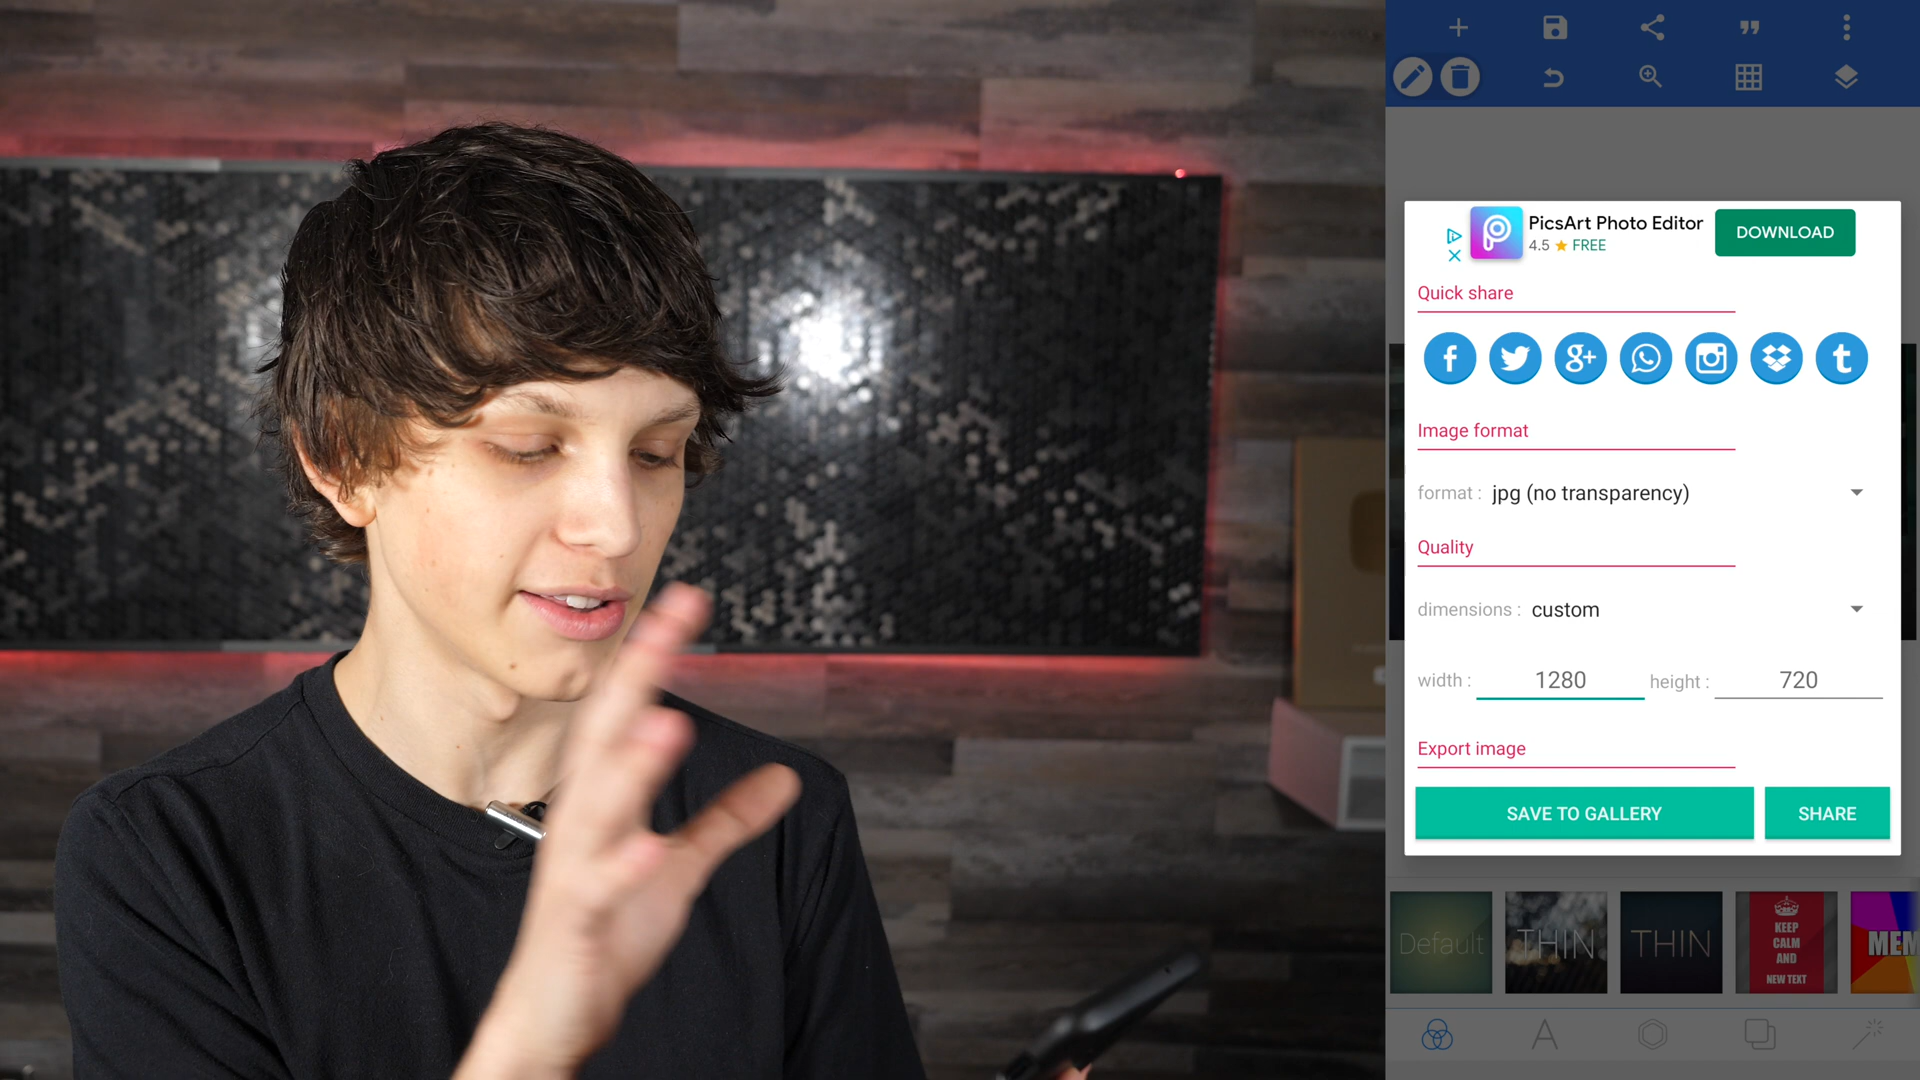 PicsArt Photo Editor
4.5 ★ FREE
DOWNLOAD
Quick share
Image format
format : jpg (no transparency)
Quality
dimensions : custom
width : 1280 height : 720
Export image
SAVE TO GALLERY
SHARE
Default
THIN
THIN
KEEP
CALM
AND
NEW TEXT
MEM